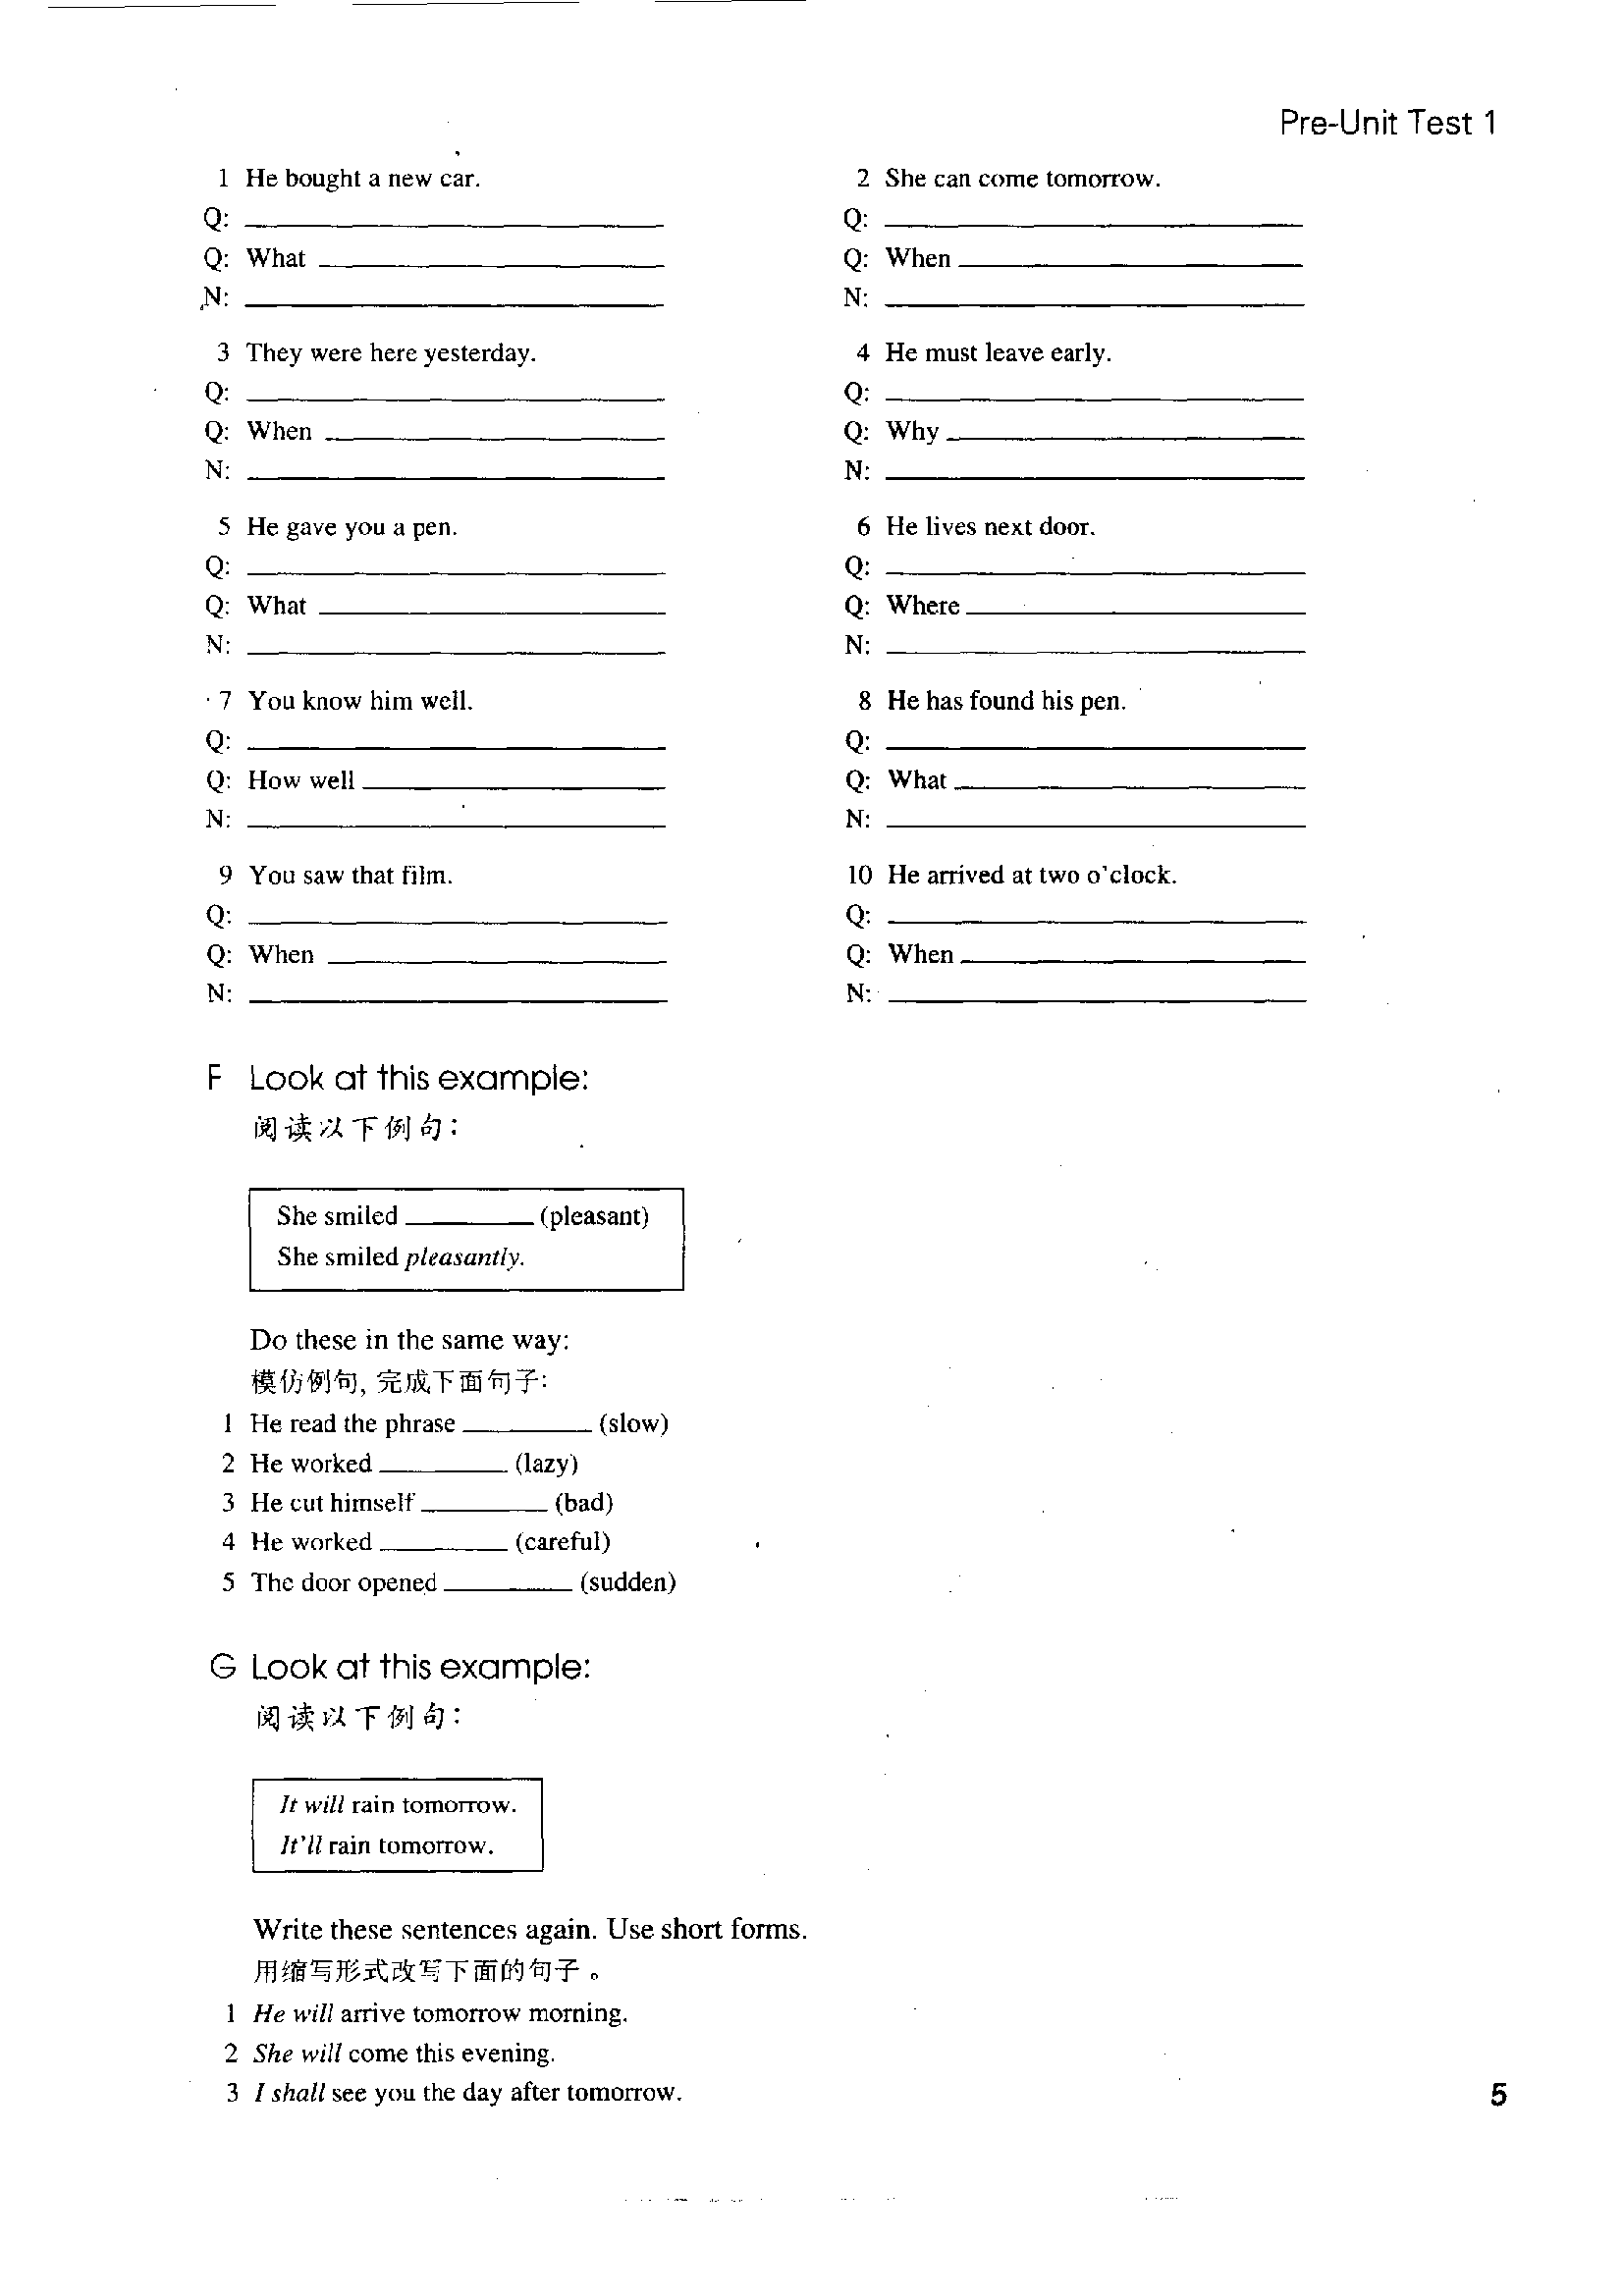 Pre-Unit Test 1
1 He bought a new car.
Q: ____________
Q: What ____________
N: ____________
2 She can come tomorrow.
Q: ____________
Q: When ____________
N: ____________
3 They were here yesterday.
Q: ____________
Q: When ____________
N: ____________
4 He must leave early.
Q: ____________
Q: Why ____________
N: ____________
5 He gave you a pen.
Q: ____________
Q: What ____________
N: ____________
6 He lives next door.
Q: ____________
Q: Where ____________
N: ____________
7 You know him well.
Q: ____________
Q: How well ____________
N: ____________
8 He has found his pen.
Q: ____________
Q: What ____________
N: ____________
9 You saw that film.
Q: ____________
Q: When ____________
N: ____________
10 He arrived at two o'clock.
Q: ____________
Q: When ____________
N: ____________
F Look at this example:
阅读以下例句：
She smiled ________ (pleasant)
She smiled pleasantly.
Do these in the same way:
模仿例句, 完成下面句子:
1 He read the phrase ________ (slow)
2 He worked ________ (lazy)
3 He cut himself ________ (bad)
4 He worked ________ (careful)
5 The door opened ________ (sudden)
G Look at this example:
阅读以下例句：
It will rain tomorrow.
It'll rain tomorrow.
Write these sentences again. Use short forms.
用缩写形式改写下面的句子。
1 He will arrive tomorrow morning.
2 She will come this evening.
3 I shall see you the day after tomorrow.
5